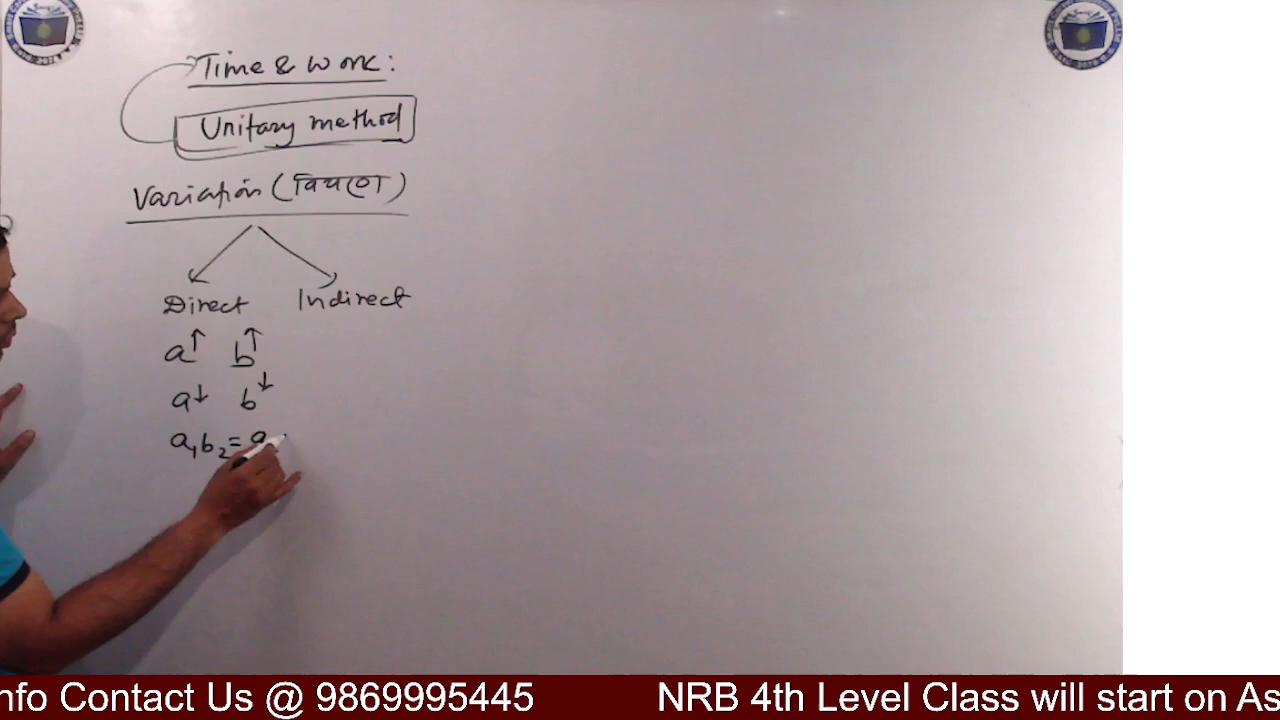 Time & Work:
Unitary method
Variation (विचरण)
Direct Indirect
a↑ b↑
a↓ b↓
a₁b₂ = a
nfo Contact Us @ 9869995445 NRB 4th Level Class will start on As